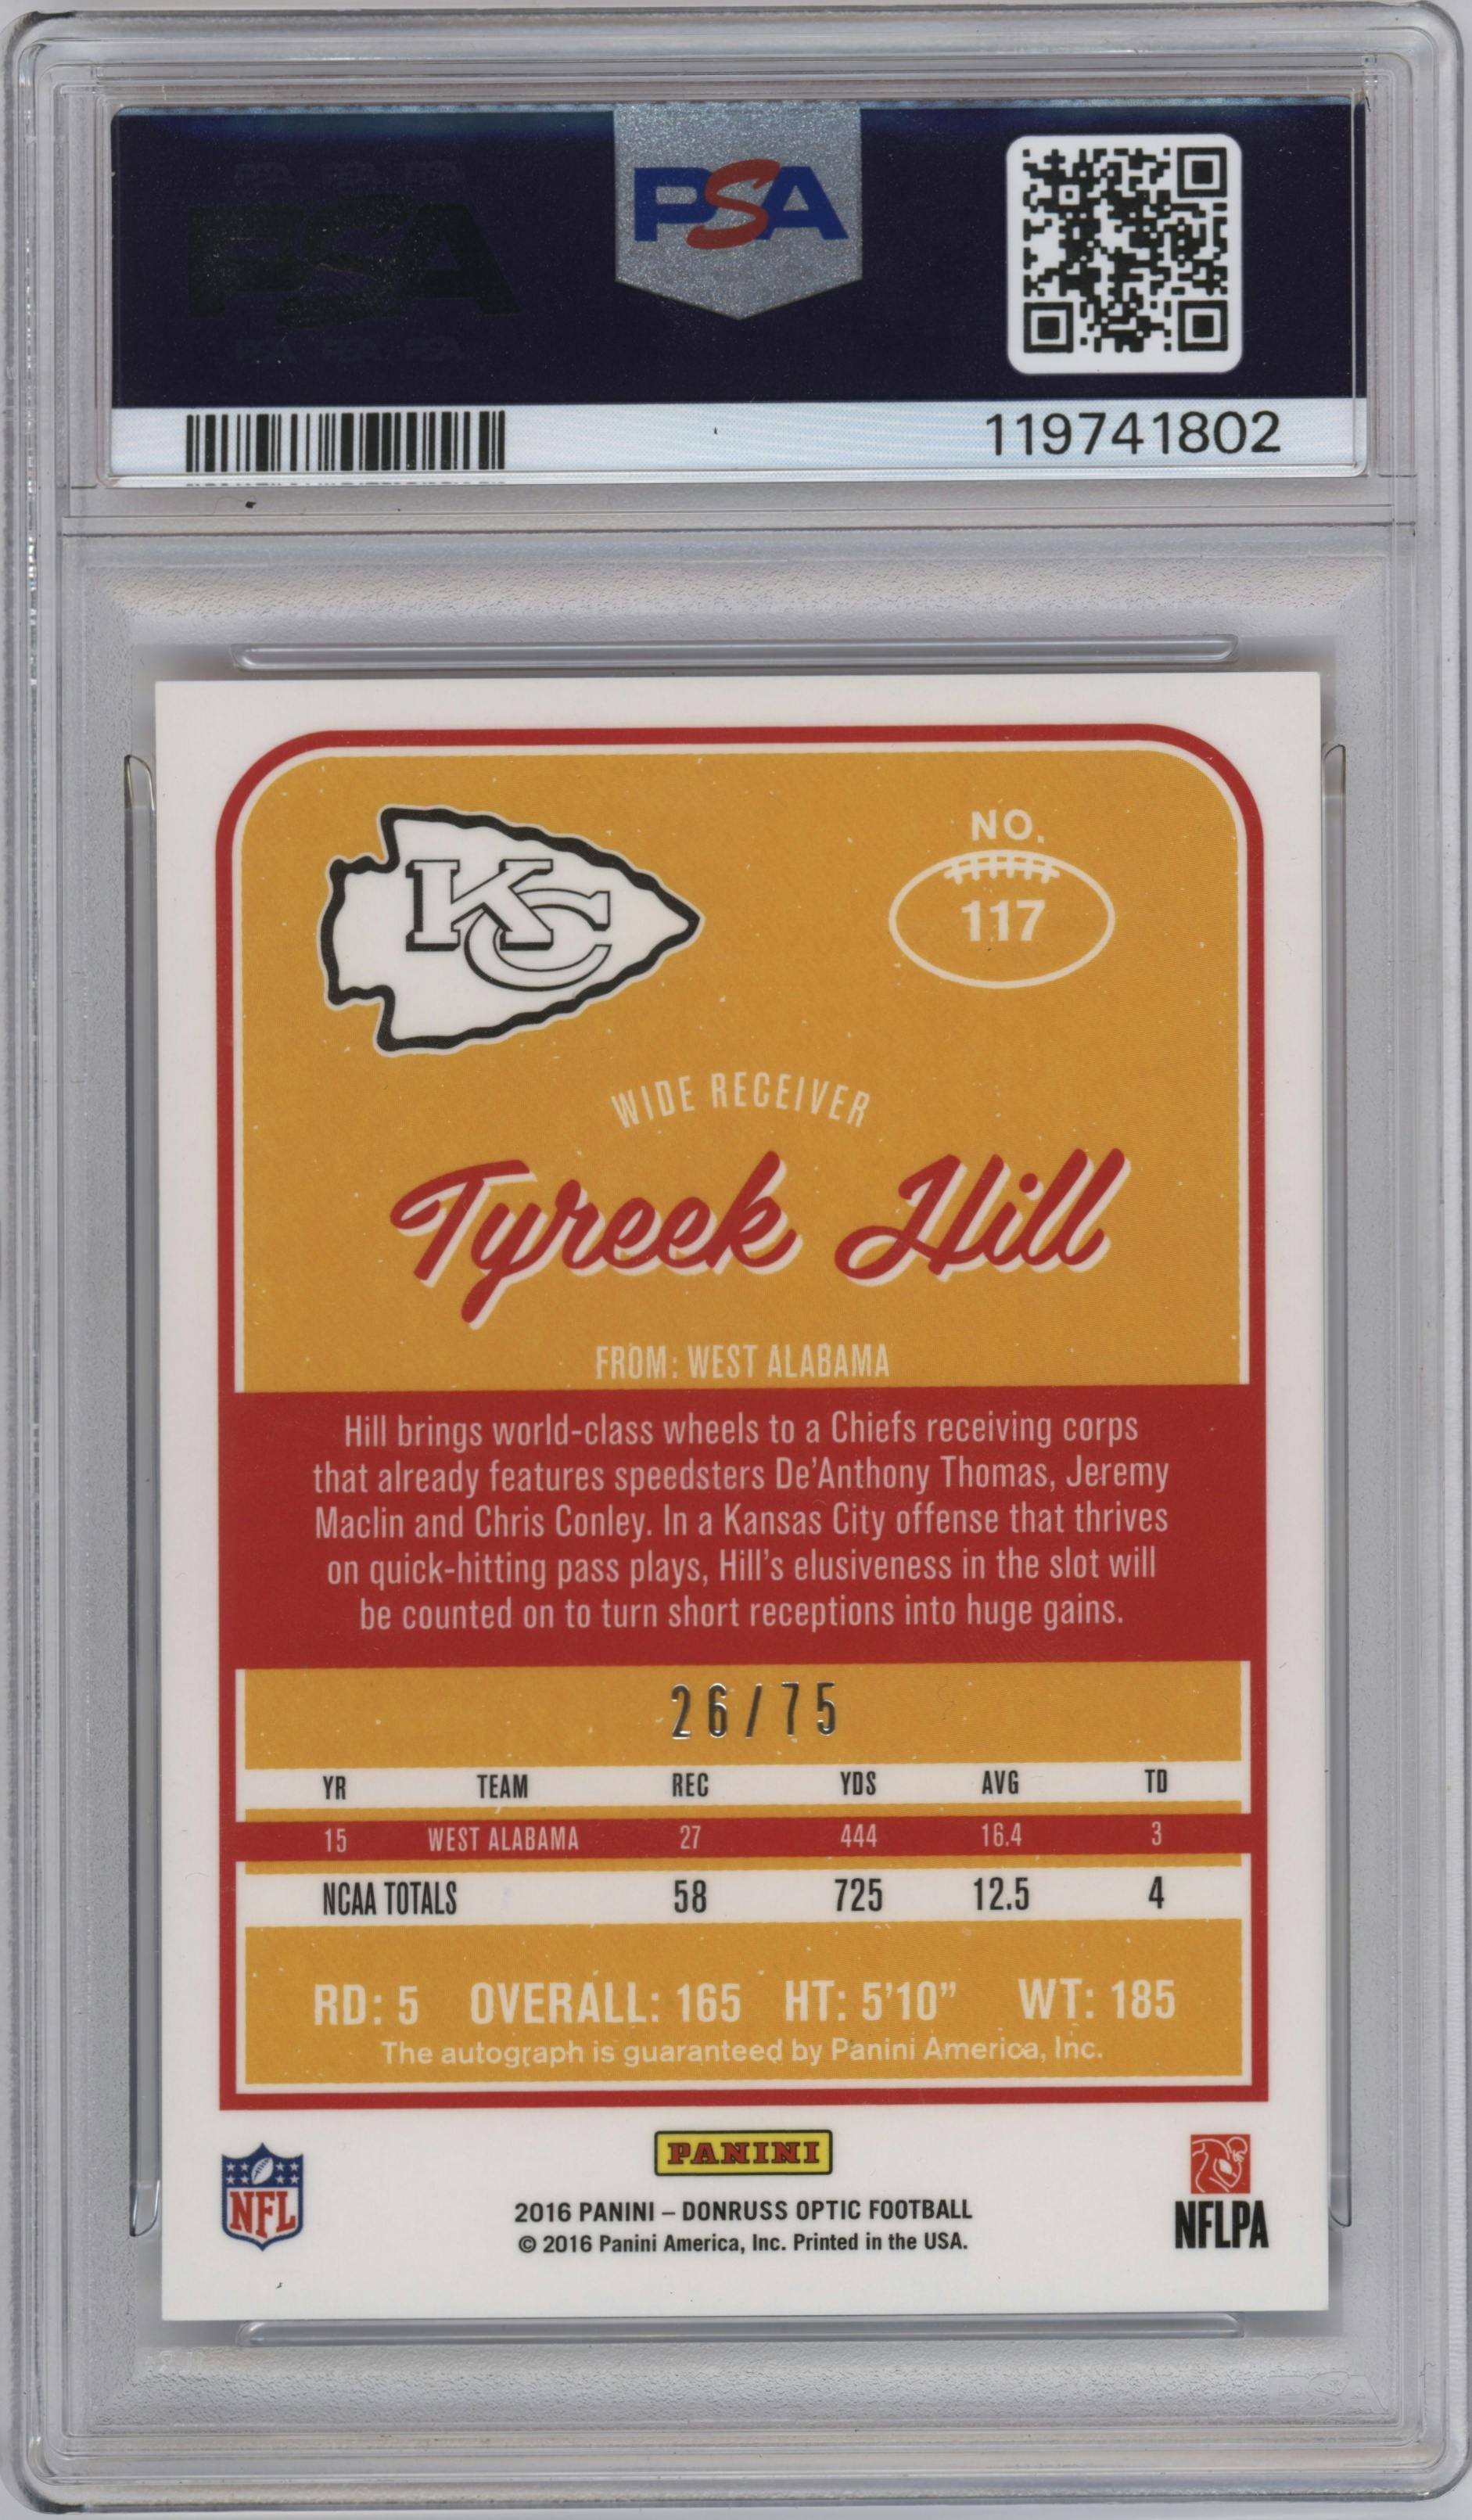 PSA
119741802
KC
NO.
117
WIDE RECEIVER
Tyreek Hill
FROM: WEST ALABAMA
Hill brings world-class wheels to a Chiefs receiving corps
that already features speedsters De'Anthony Thomas, Jeremy
Maclin and Chris Conley. In a Kansas City offense that thrives
on quick-hitting pass plays, Hill's elusiveness in the slot will
be counted on to turn short receptions into huge gains.
26/75
YR TEAM REC YDS AVG TD
15 WEST ALABAMA 27 444 16.4 3
NCAA TOTALS 58 725 12.5 4
RD: 5 OVERALL: 165 HT: 5'10” WT: 185
The autograph is guaranteed by Panini America, Inc.
PANINI
NFL
2016 PANINI – DONRUSS OPTIC FOOTBALL
© 2016 Panini America, Inc. Printed in the USA.
NFLPA